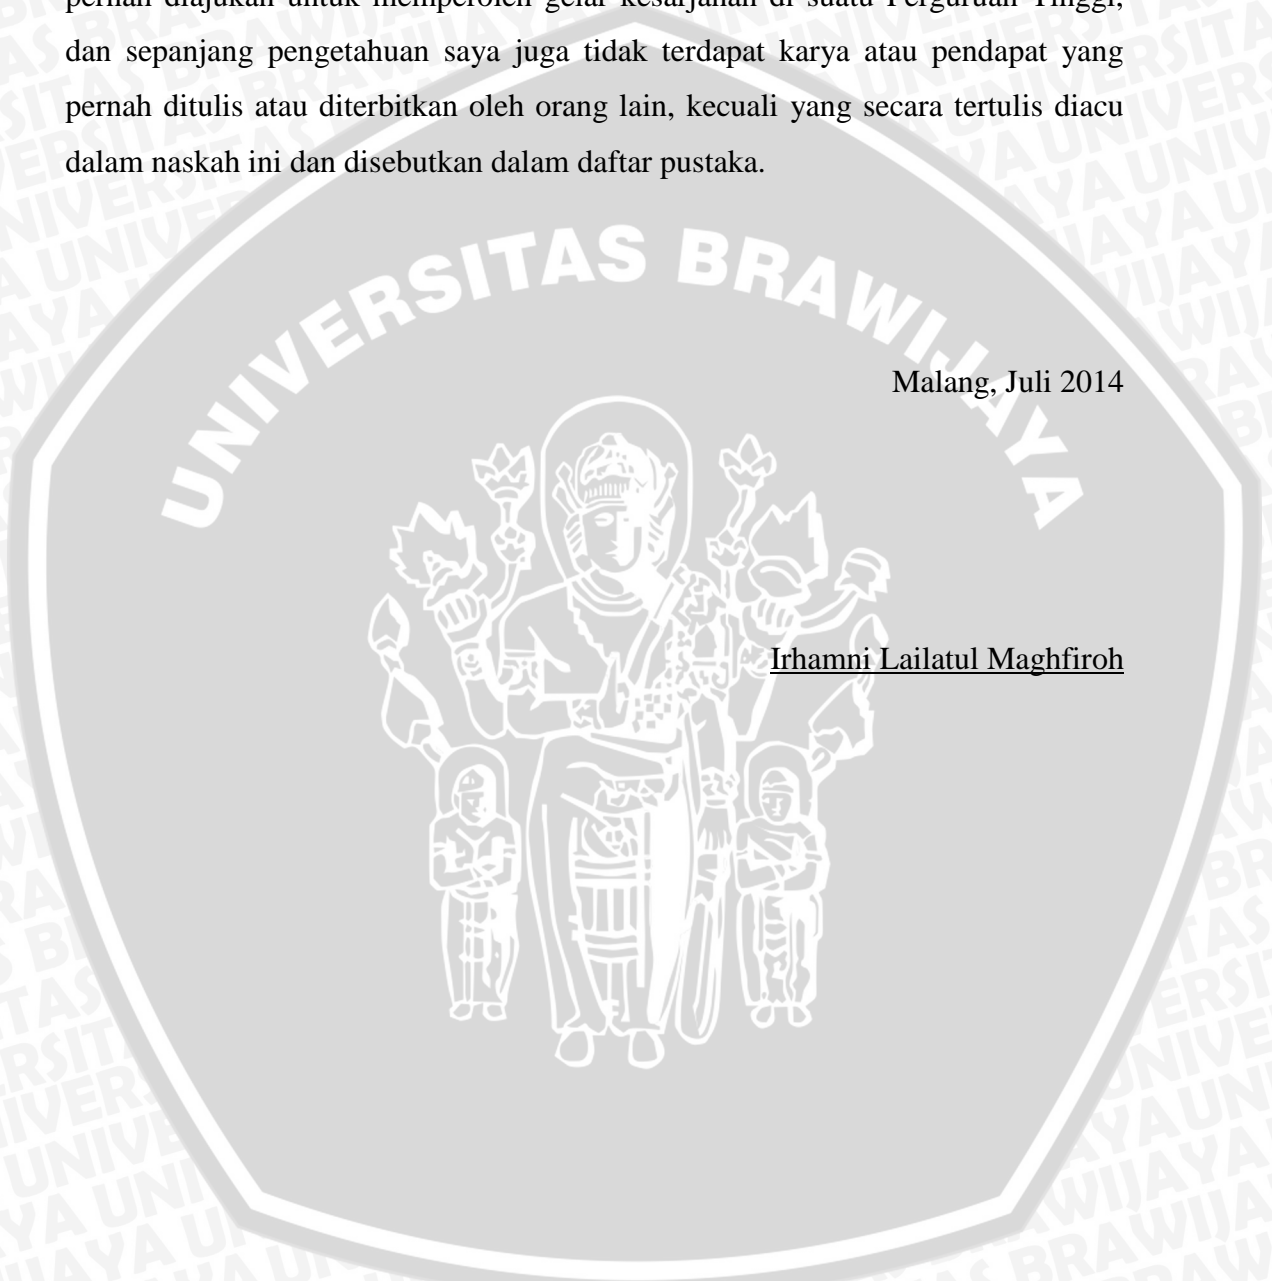 pernah diajukan untuk memperoleh gelar kesarjanaan di suatu Perguruan Tinggi,
dan sepanjang pengetahuan saya juga tidak terdapat karya atau pendapat yang
pernah ditulis atau diterbitkan oleh orang lain, kecuali yang secara tertulis diacu
dalam naskah ini dan disebutkan dalam daftar pustaka.
UNIVERSITAS BRAWIJAYA
Malang, Juli 2014
Irhamni Lailatul Maghfiroh